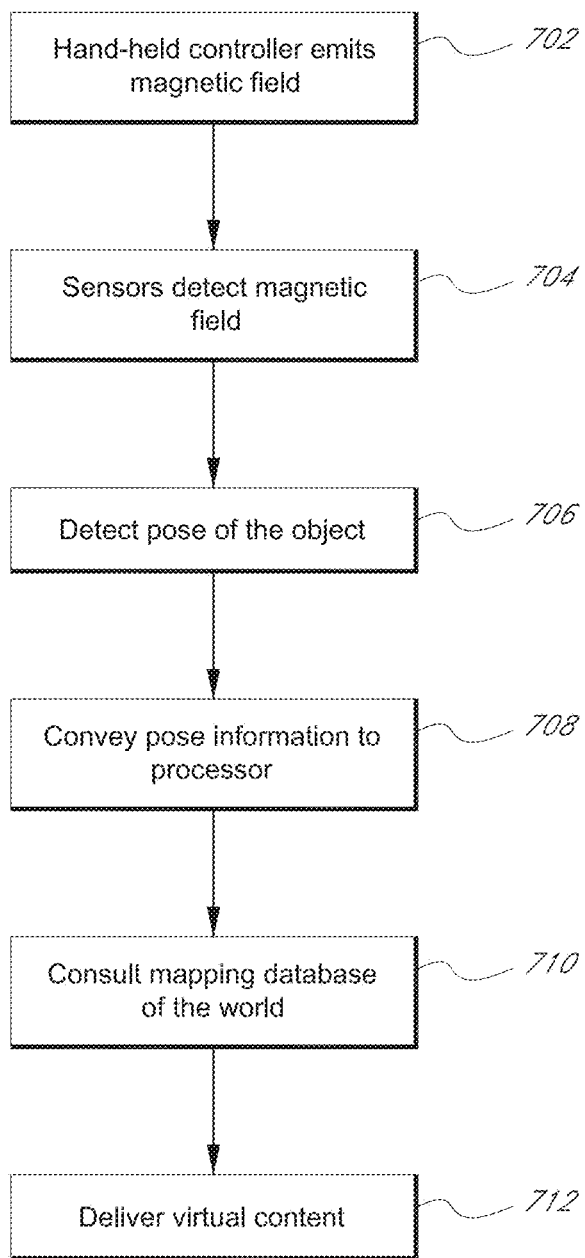 Hand-held controller emits
magnetic field
702
Sensors detect magnetic
field
704
Detect pose of the object
706
Convey pose information to
processor
708
Consult mapping database
of the world
710
Deliver virtual content
712